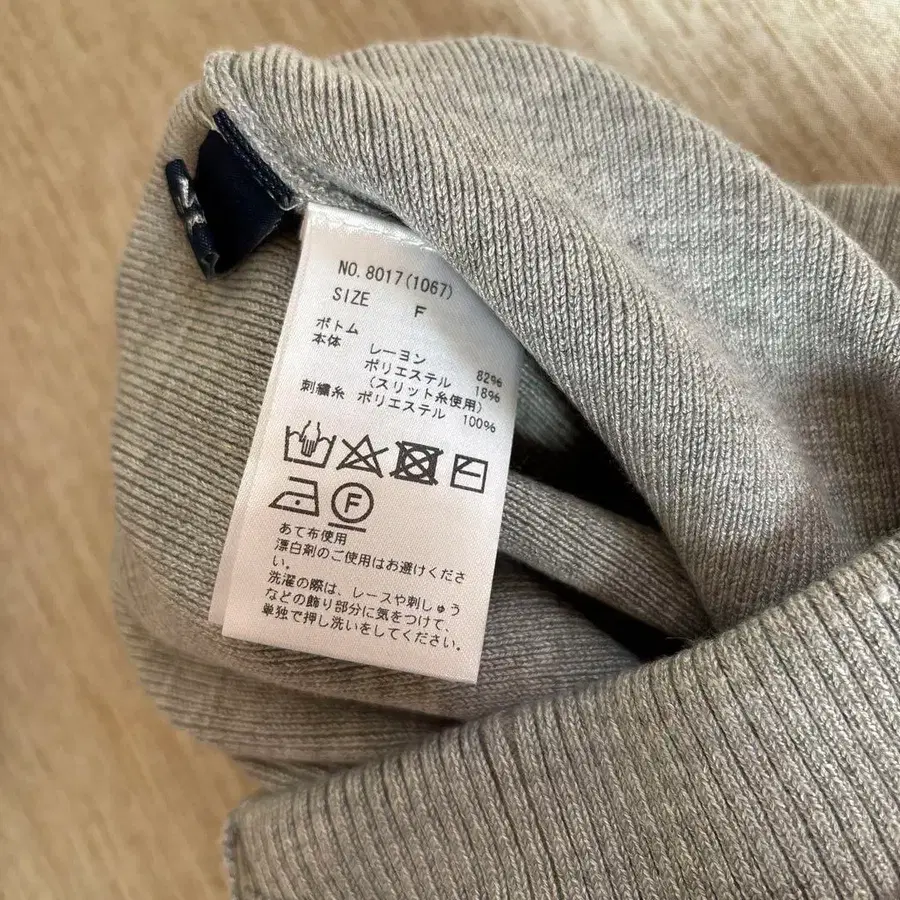 NO. 8017(1067)
SIZE F
ボトム
本体 レーヨン 82%
ポリエステル 18%
(スリット糸使用)
刺繍糸 ポリエステル 100%
F
あて布使用
漂白剤のご使用はお避けくださ
い。
洗濯の際は、レースや刺しゅう
などの飾り部分に気をつけて、
単独で押し洗いをしてください。